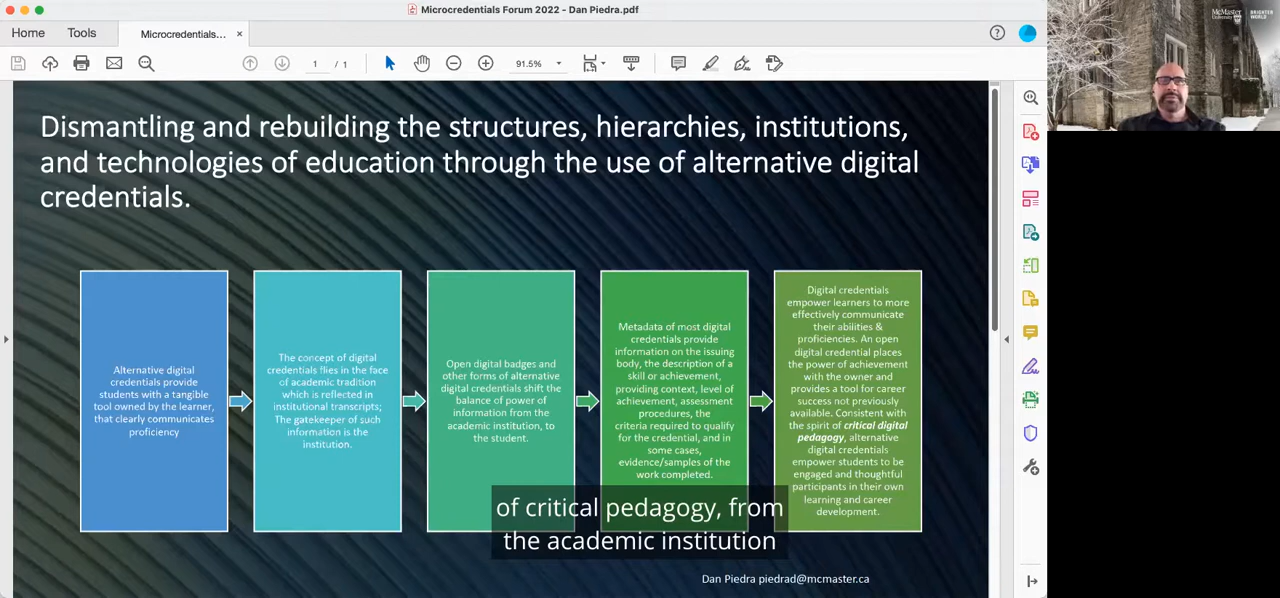 Microcredentials Forum 2022 - Dan Piedra.pdf
Home
Tools
Microcredentials... ×
1 / 1
91.5%
McMaster
University
BRIGHTER
WORLD
Dismantling and rebuilding the structures, hierarchies, institutions,
and technologies of education through the use of alternative digital
credentials.
Alternative digital
credentials provide
students with a tangible
tool owned by the learner,
that clearly communicates
proficiency
The concept of digital
credentials flies in the face
of academic tradition
which is reflected in
institutional transcripts;
The gatekeeper of such
information is the
institution.
Open digital badges and
other forms of alternative
digital credentials shift the
balance of power of
information from the
academic institution, to
the student.
Metadata of most digital
credentials provide
information on the issuing
body, the description of a
skill or achievement,
providing context, level of
achievement, assessment
procedures, the
criteria required to qualify
for the credential, and in
some cases,
evidence/samples of the
work completed.
Digital credentials
empower learners to more
effectively communicate
their abilities &
proficiencies. An open
digital credential places
the power of achievement
with the owner and
provides a tool for career
success not previously
available. Consistent with
the spirit of critical digital
pedagogy, alternative
digital credentials
empower students to be
engaged and thoughtful
participants in their own
learning and career
development.
of critical pedagogy, from
the academic institution
Dan Piedra piedrad@mcmaster.ca